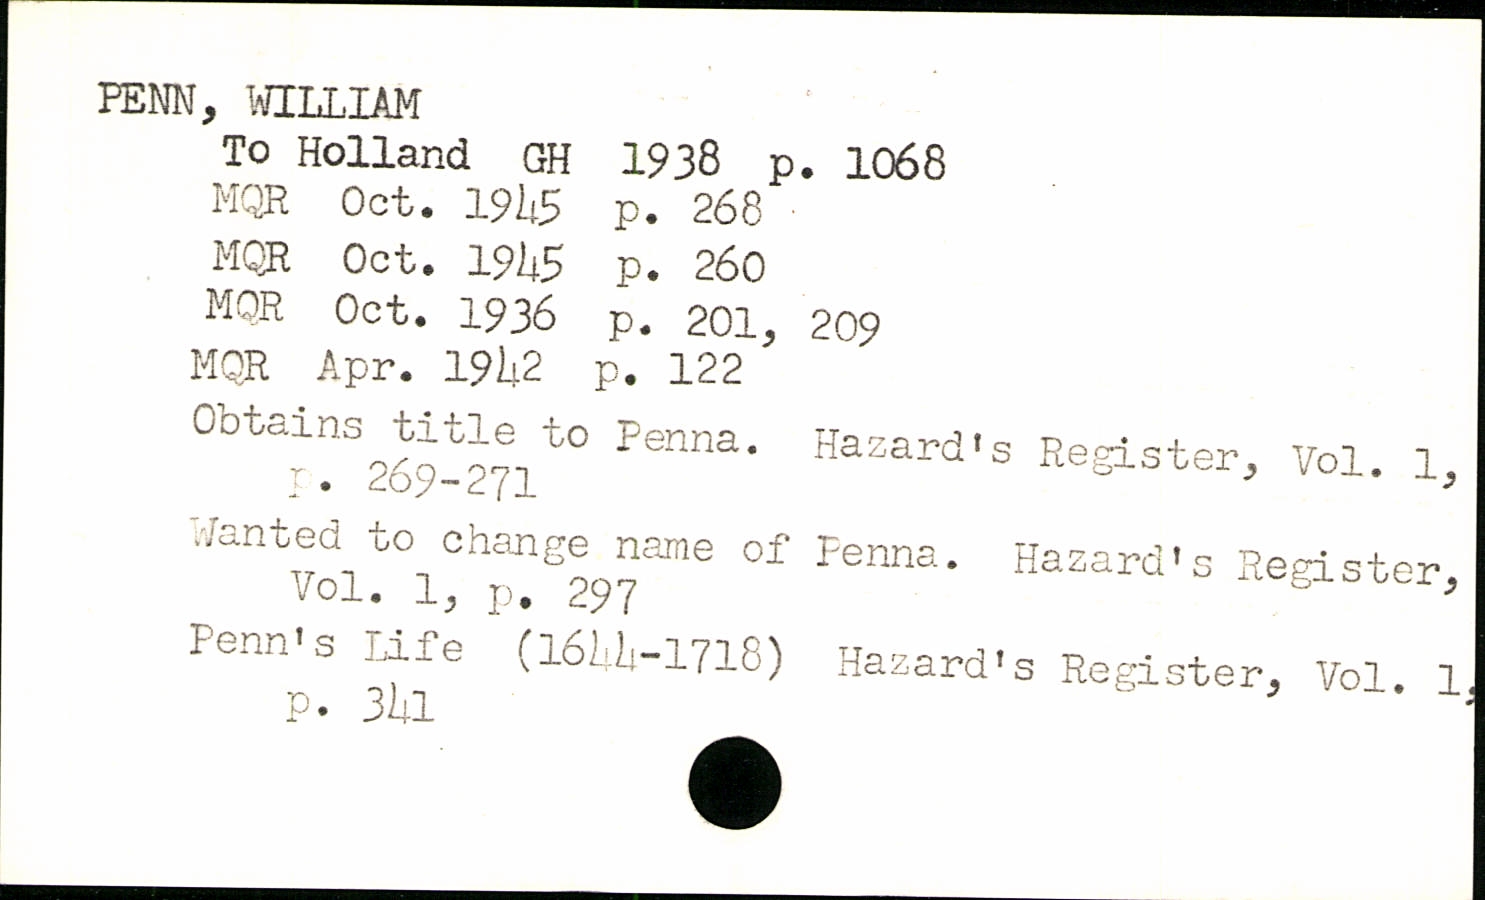 PENN, WILLIAM
To Holland GH 1938 p. 1068
MQR Oct. 1945 p. 268
MQR Oct. 1945 p. 260
MQR Oct. 1936 p. 201, 209
MQR Apr. 1942 p. 122
Obtains title to Penna. Hazard's Register, Vol. 1,
p. 269-271
Wanted to change name of Penna. Hazard's Register,
Vol. 1, p. 297
Penn's Life (1644-1718) Hazard's Register, Vol. 1,
p. 341